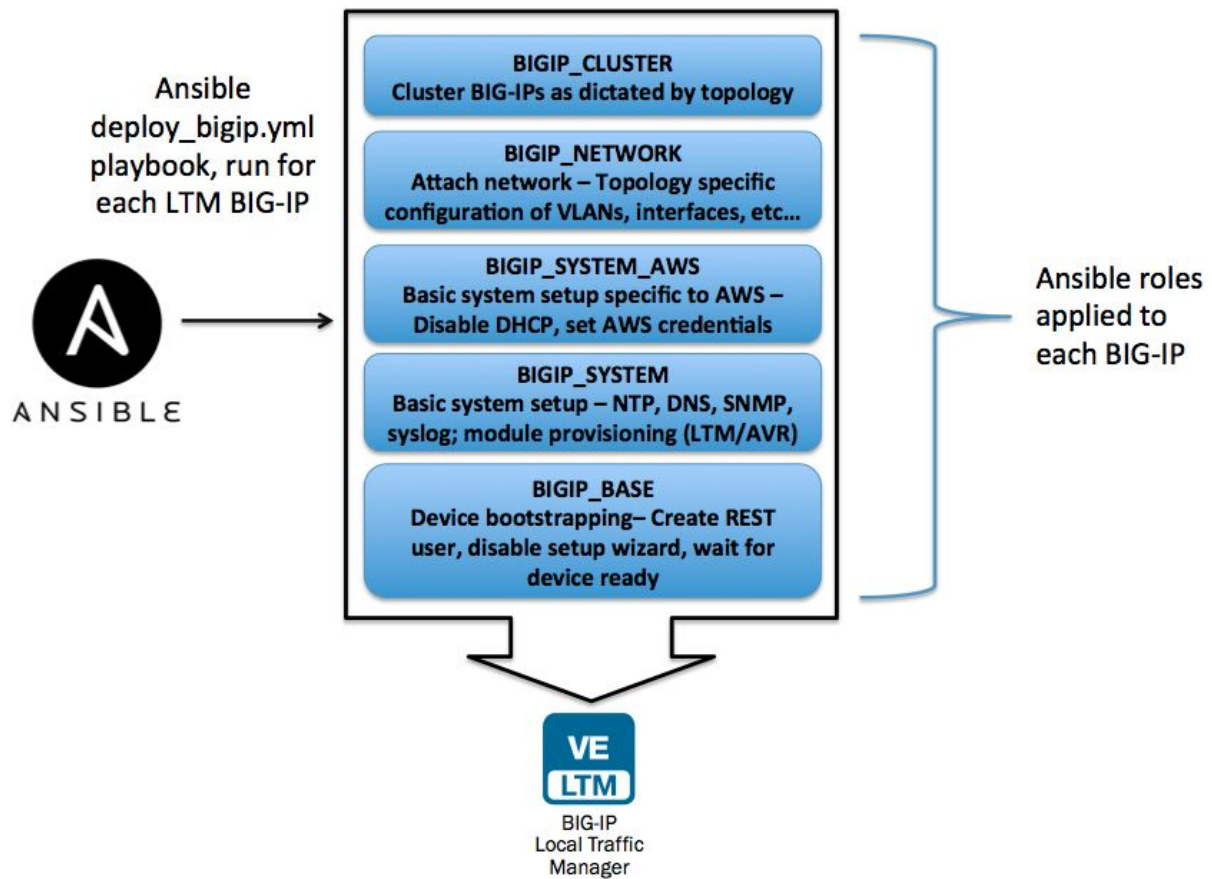 Ansible
deploy_bigip.yml
playbook, run for
each LTM BIG-IP
ANSIBLE
BIGIP_CLUSTER
Cluster BIG-IPs as dictated by topology
BIGIP_NETWORK
Attach network – Topology specific
configuration of VLANs, interfaces, etc...
BIGIP_SYSTEM_AWS
Basic system setup specific to AWS –
Disable DHCP, set AWS credentials
BIGIP_SYSTEM
Basic system setup – NTP, DNS, SNMP,
syslog; module provisioning (LTM/AVR)
BIGIP_BASE
Device bootstrapping– Create REST
user, disable setup wizard, wait for
device ready
Ansible roles
applied to
each BIG-IP
VE
LTM
BIG-IP
Local Traffic
Manager